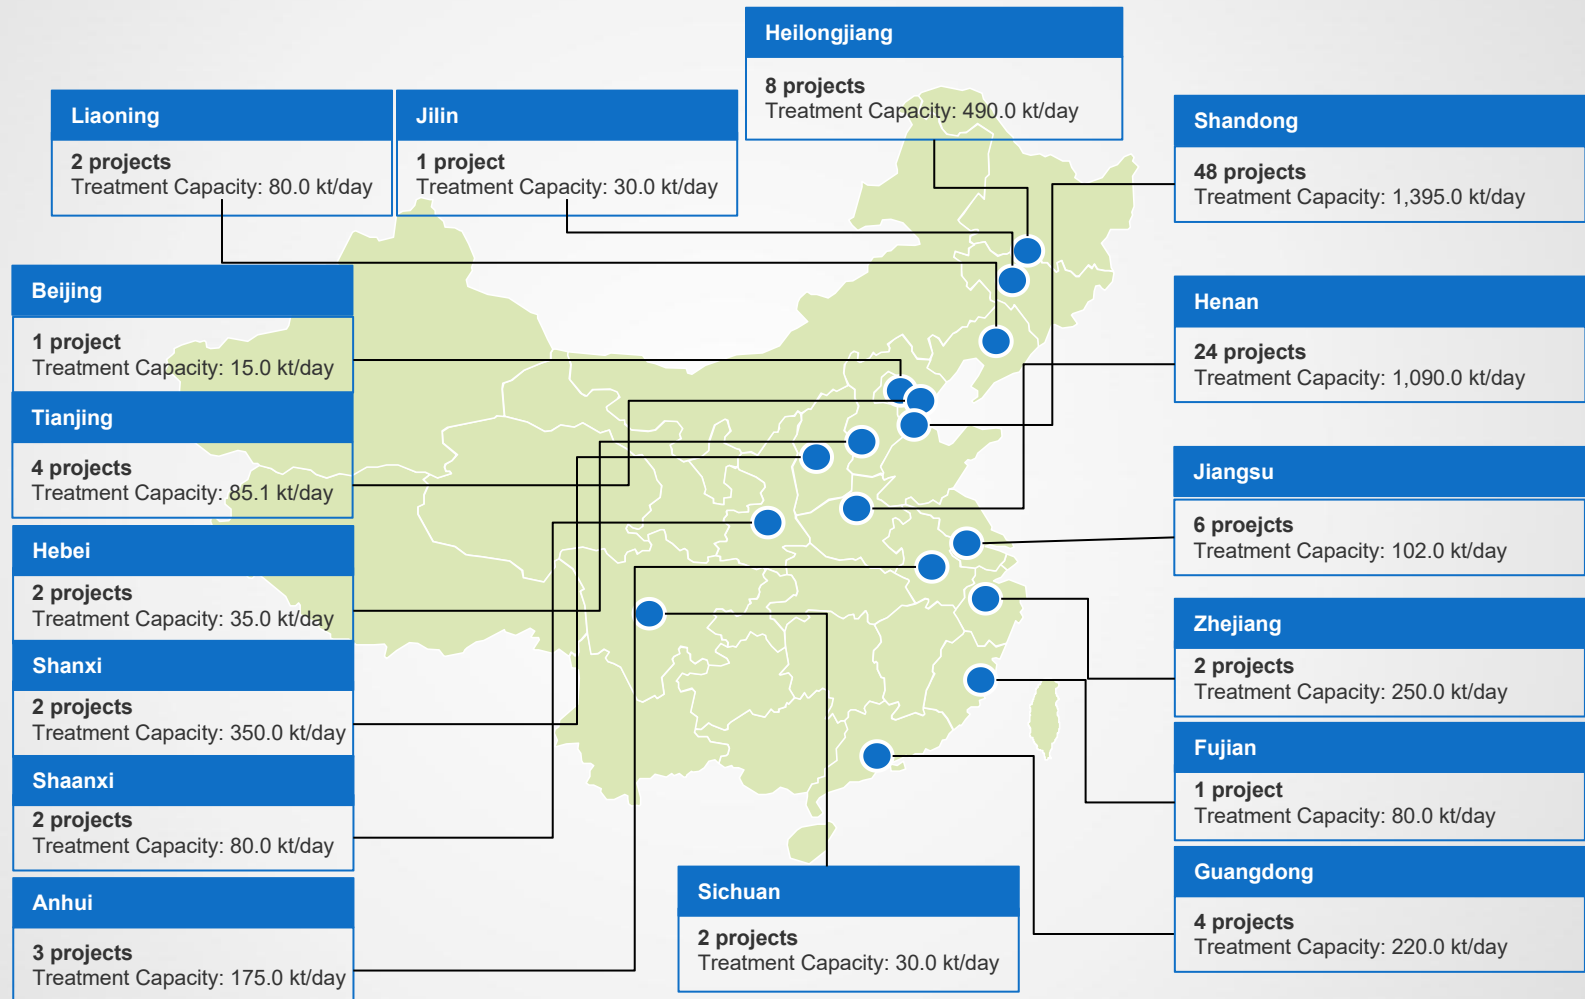 Heilongjiang
8 projects
Treatment Capacity: 490.0 kt/day
Liaoning
2 projects
Treatment Capacity: 80.0 kt/day
Jilin
1 project
Treatment Capacity: 30.0 kt/day
Shandong
48 projects
Treatment Capacity: 1,395.0 kt/day
Beijing
1 project
Treatment Capacity: 15.0 kt/day
Henan
24 projects
Treatment Capacity: 1,090.0 kt/day
Tianjing
4 projects
Treatment Capacity: 85.1 kt/day
Jiangsu
6 proejcts
Treatment Capacity: 102.0 kt/day
Hebei
2 projects
Treatment Capacity: 35.0 kt/day
Zhejiang
2 projects
Treatment Capacity: 250.0 kt/day
Shanxi
2 projects
Treatment Capacity: 350.0 kt/day
Fujian
1 project
Treatment Capacity: 80.0 kt/day
Shaanxi
2 projects
Treatment Capacity: 80.0 kt/day
Guangdong
4 projects
Treatment Capacity: 220.0 kt/day
Anhui
3 projects
Treatment Capacity: 175.0 kt/day
Sichuan
2 projects
Treatment Capacity: 30.0 kt/day